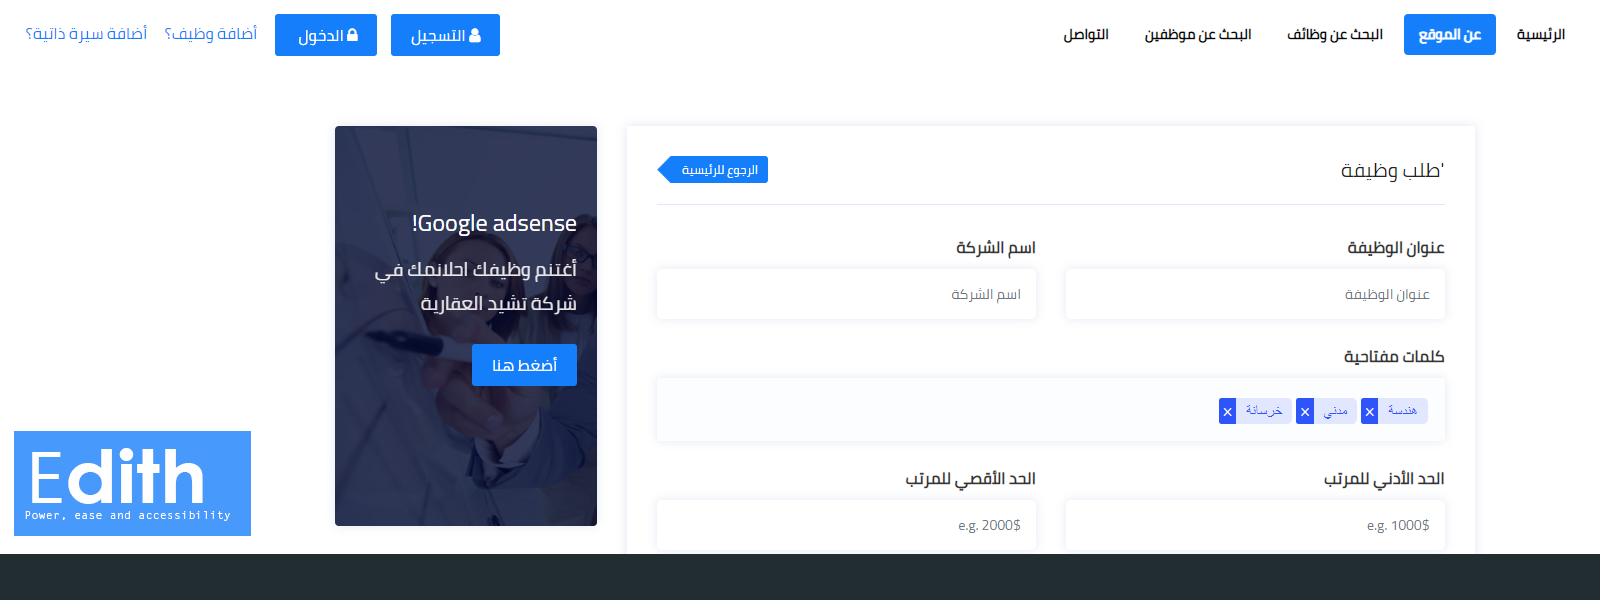 الرئيسية
عن الموقع
البحث عن وظائف
البحث عن موظفين
التواصل
التسجيل
الدخول
أضافة وظيف؟
أضافة سيرة ذاتية؟
'طلب وظيفة
الرجوع للرئيسية
عنوان الوظيفة
اسم الشركة
عنوان الوظيفة
اسم الشركة
كلمات مفتاحية
هندسة ×
مدني ×
خرسانة ×
الحد الأدني للمرتب
الحد الأقصي للمرتب
e.g. 1000$
e.g. 2000$
Google adsense!
أغتنم وظيفك احلانمك في
شركة تشيد العقارية
أضغط هنا
Edith
Power, ease and accessibility